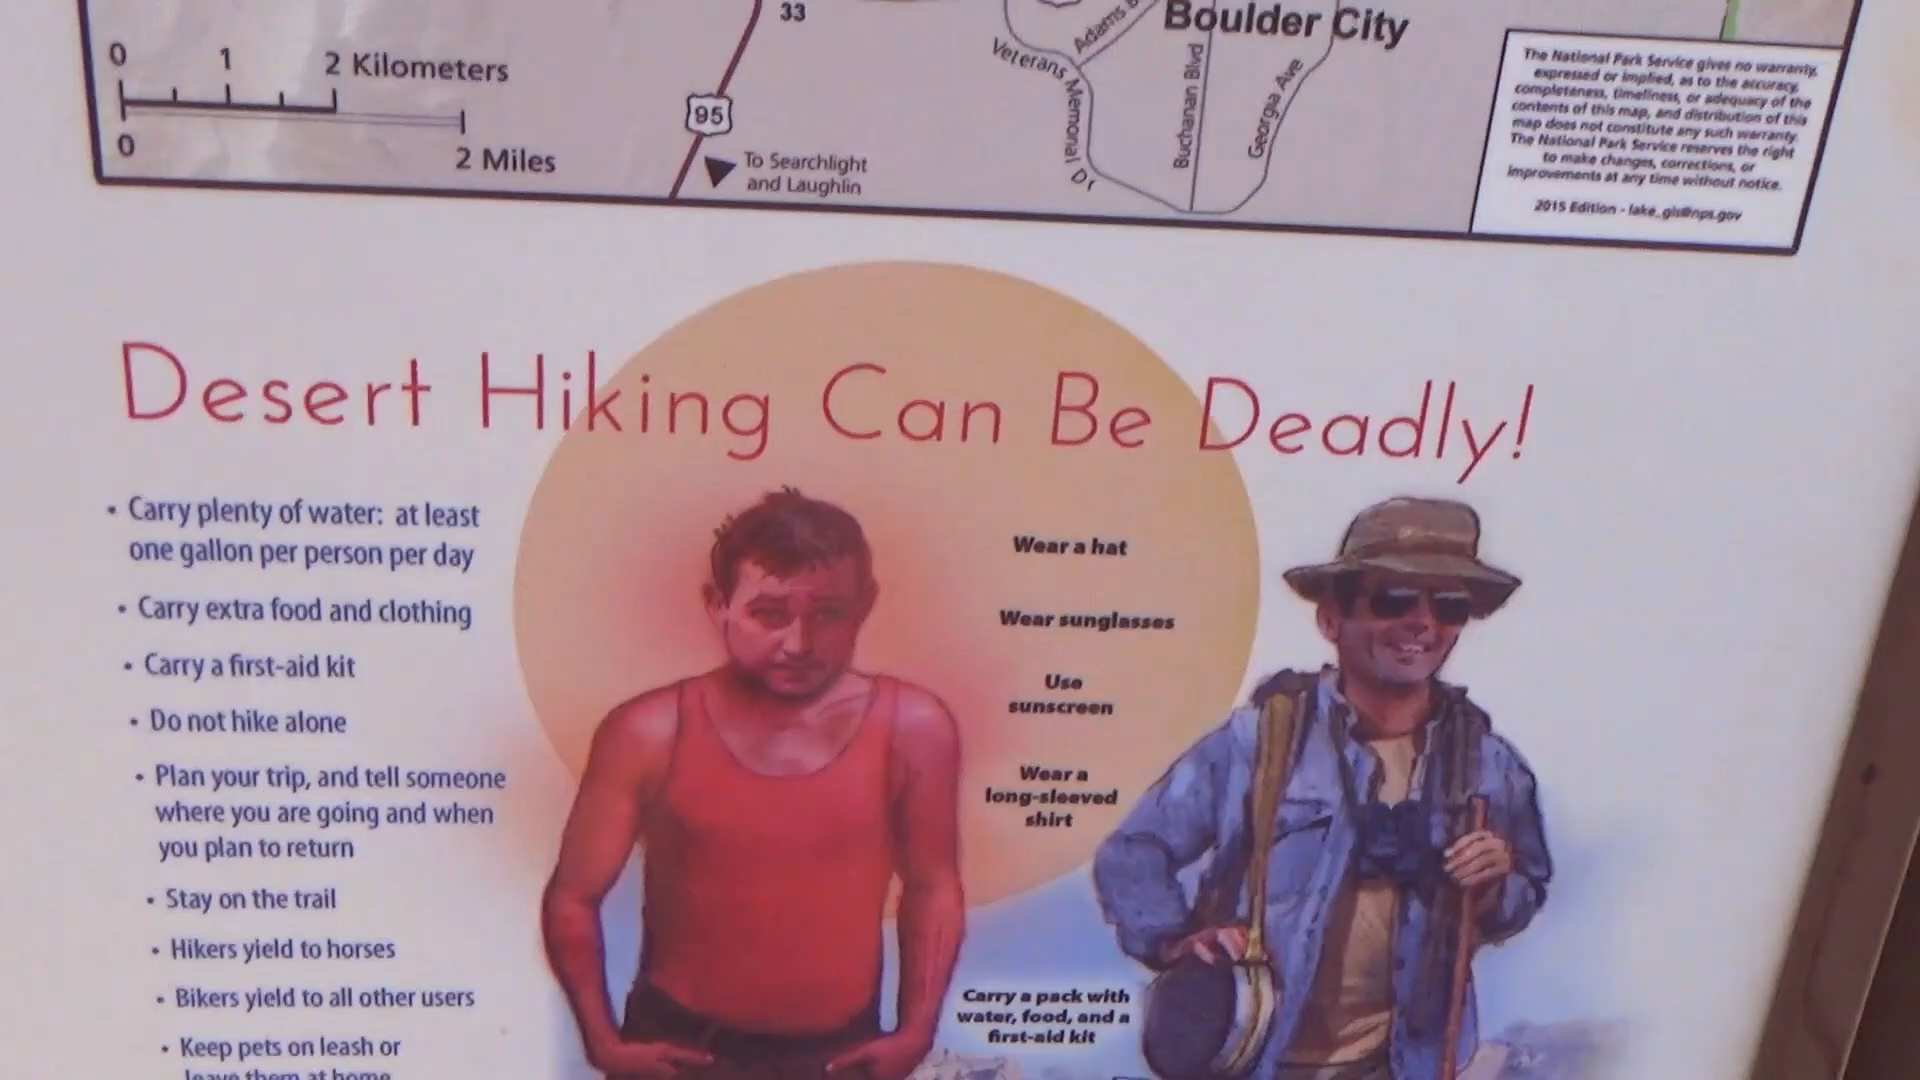 33
Adams B
Boulder City
0 1 2 Kilometers
0 2 Miles
95
To Searchlight
and Laughlin
Veterans Memorial Dr
Buchanan Blvd
Georgia Ave
The National Park Service gives no warranty,
expressed or implied, as to the accuracy,
completeness, timeliness, or adequacy of the
contents of this map, and distribution of this
map does not constitute any such warranty.
The National Park Service reserves the right
to make changes, corrections, or
improvements at any time without notice.
2015 Edition - lake_gis@nps.gov
Desert Hiking Can Be Deadly!
• Carry plenty of water: at least
one gallon per person per day
• Carry extra food and clothing
• Carry a first-aid kit
• Do not hike alone
• Plan your trip, and tell someone
where you are going and when
you plan to return
• Stay on the trail
• Hikers yield to horses
• Bikers yield to all other users
• Keep pets on leash or
leave them at home
Wear a hat
Wear sunglasses
Use
sunscreen
Wear a
long-sleeved
shirt
Carry a pack with
water, food, and a
first-aid kit